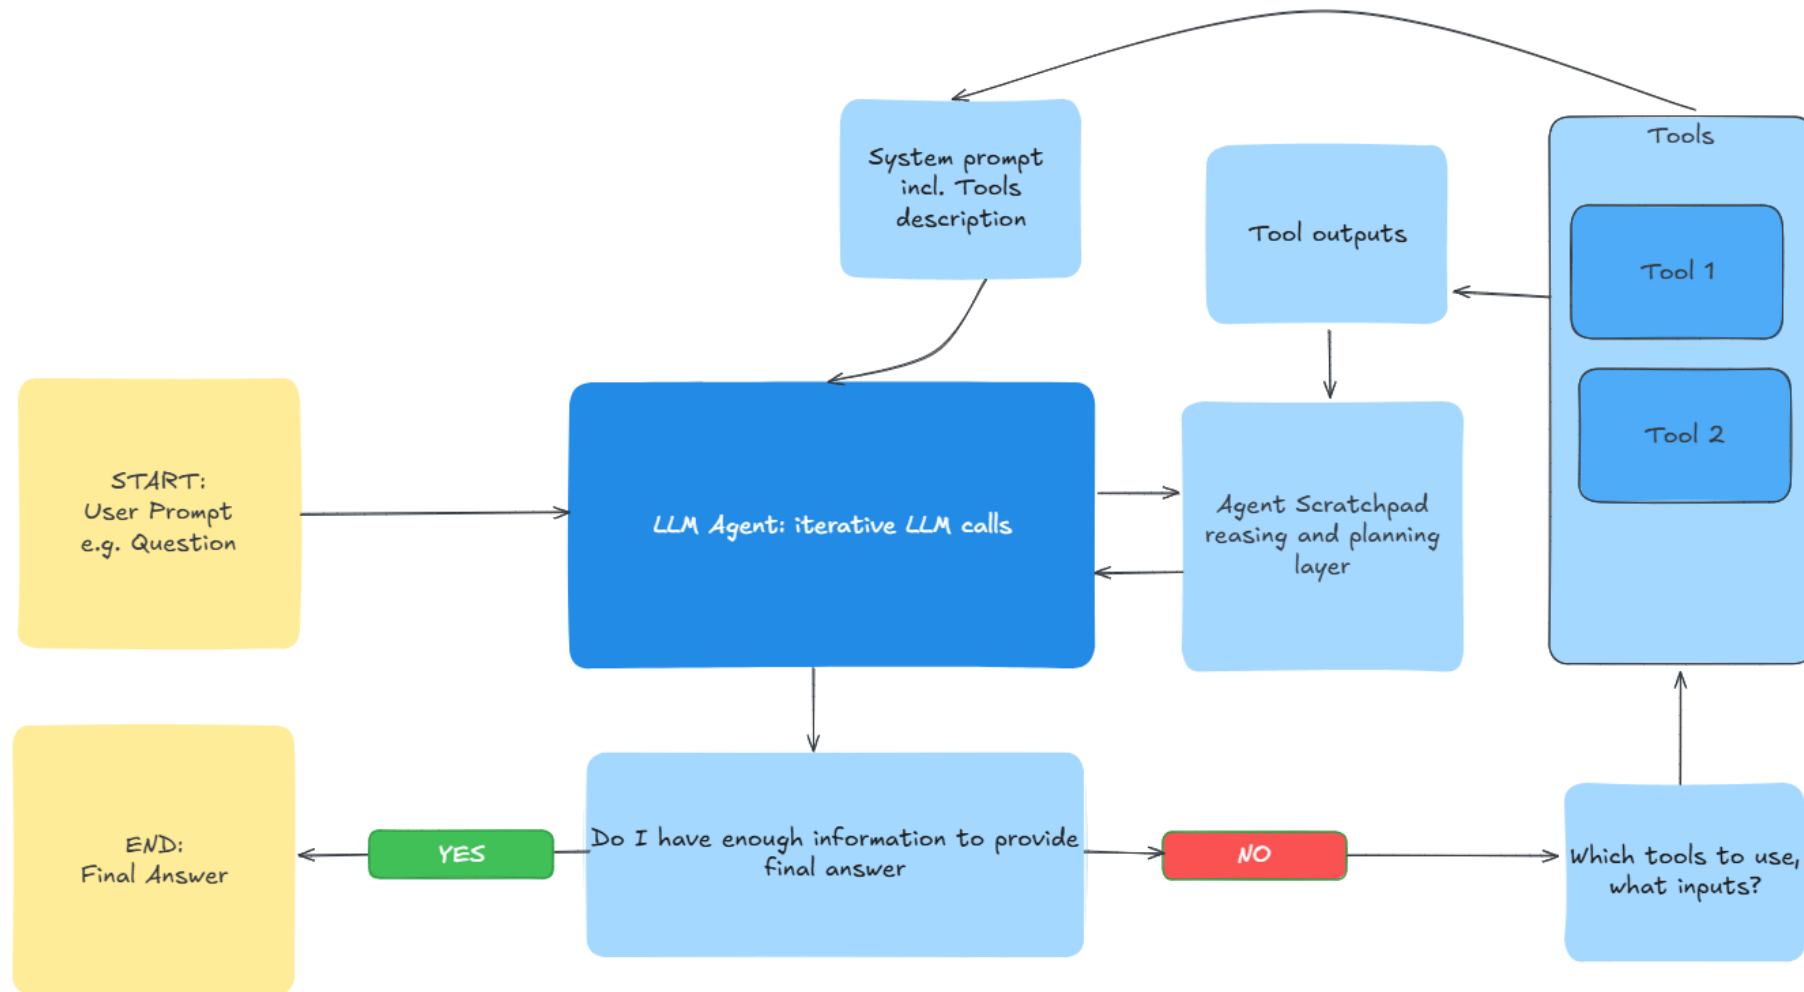 Tools
System prompt
incl. Tools
description
Tool outputs
Tool 1
Tool 2
START:
User Prompt
e.g. Question
LLM Agent: iterative LLM calls
Agent Scratchpad
reasing and planning
layer
END:
Final Answer
YES
Do I have enough information to provide
final answer
NO
Which tools to use,
what inputs?